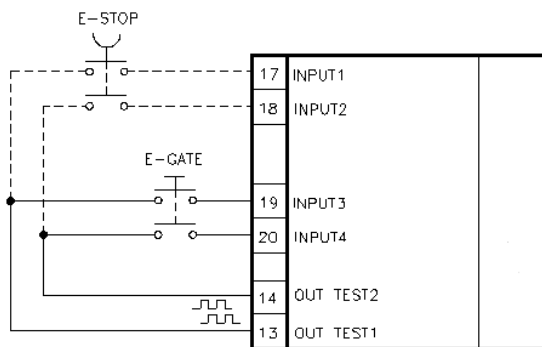 E-STOP
17 INPUT1
18 INPUT2
E-GATE
19 INPUT3
20 INPUT4
14 OUT TEST2
13 OUT TEST1